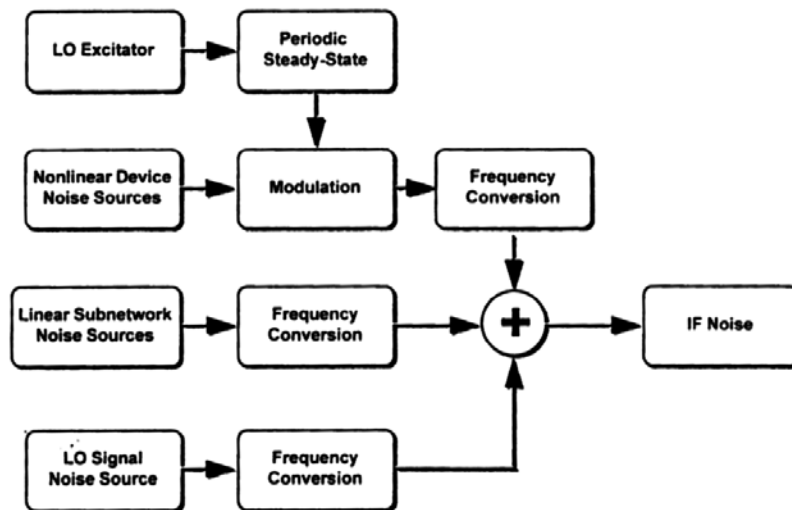 LO Excitator
Periodic
Steady-State
Nonlinear Device
Noise Sources
Modulation
Frequency
Conversion
Linear Subnetwork
Noise Sources
Frequency
Conversion
+
IF Noise
LO Signal
Noise Source
Frequency
Conversion